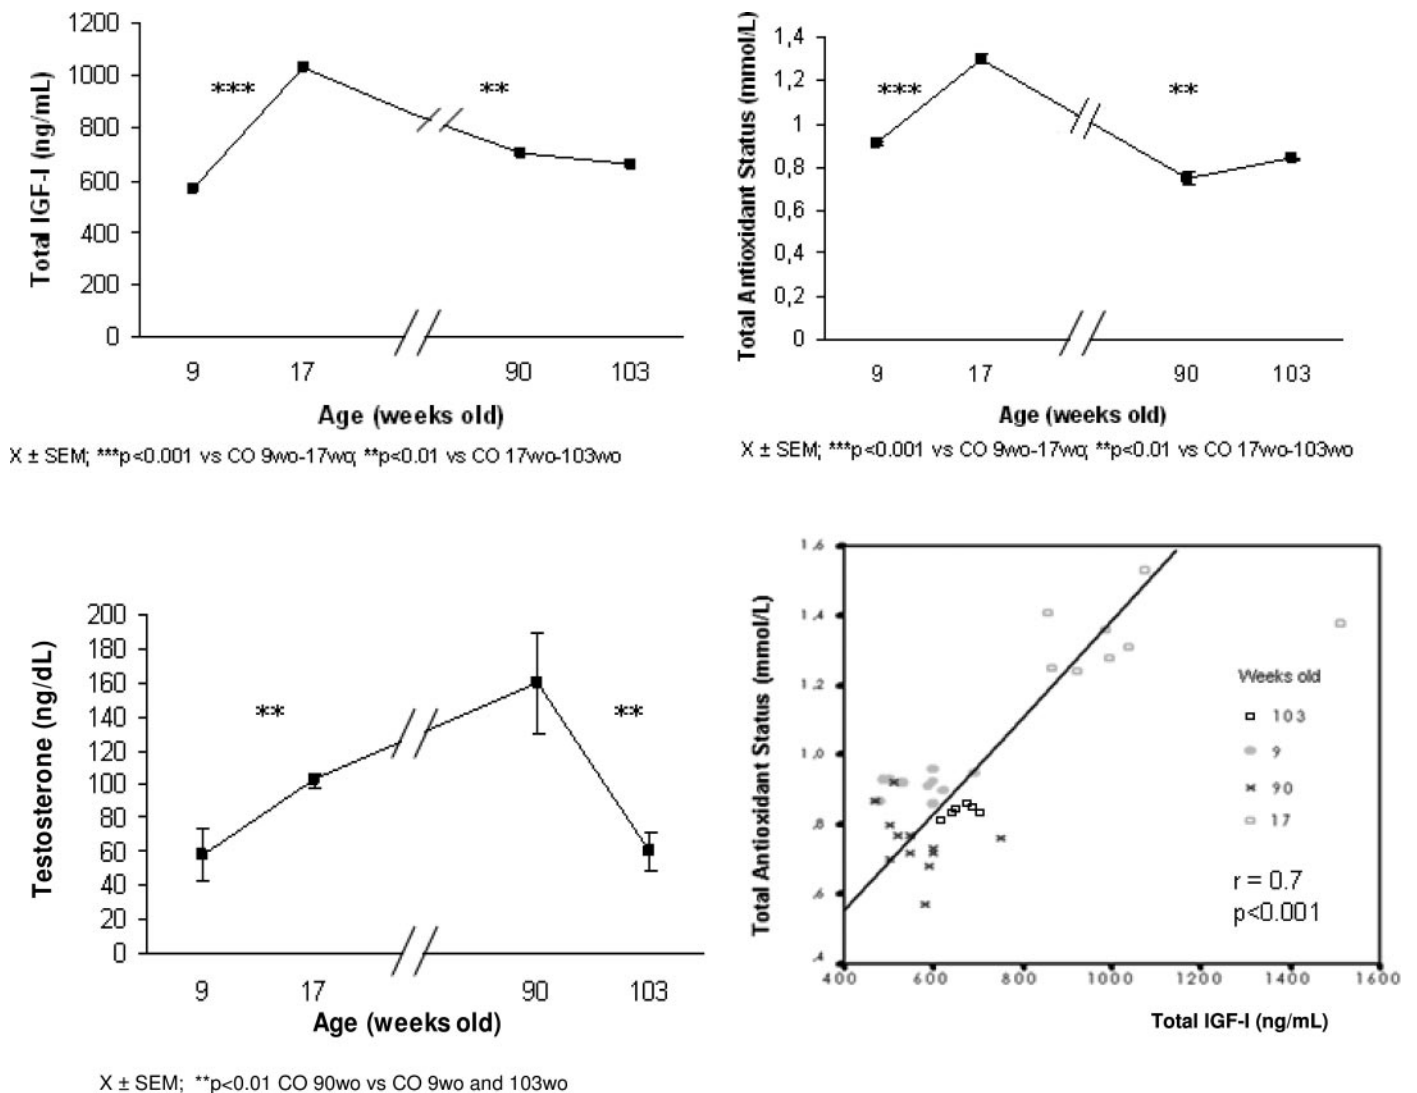 Total IGF-I (ng/mL)
1200
1000
800
600
400
200
0
***
**
9 17 90 103
Age (weeks old)
X ± SEM; ***p<0.001 vs CO 9wo-17wo; **p<0.01 vs CO 17wo-103wo
Total Antioxidant Status (mmol/L)
1,4
1,2
1
0,8
0,6
0,4
0,2
0
***
**
9 17 90 103
Age (weeks old)
X ± SEM; ***p<0.001 vs CO 9wo-17wo; **p<0.01 vs CO 17wo-103wo
Testosterone (ng/dL)
200
180
160
140
120
100
80
60
40
20
0
**
**
9 17 90 103
Age (weeks old)
X ± SEM; **p<0.01 CO 90wo vs CO 9wo and 103wo
Total Antioxidant Status (mmol/L)
1,6
1,4
1,2
1,0
,8
,6
,4
400 600 800 1000 1200 1400 1600
Weeks old
103
9
90
17
r = 0.7
p<0.001
Total IGF-I (ng/mL)